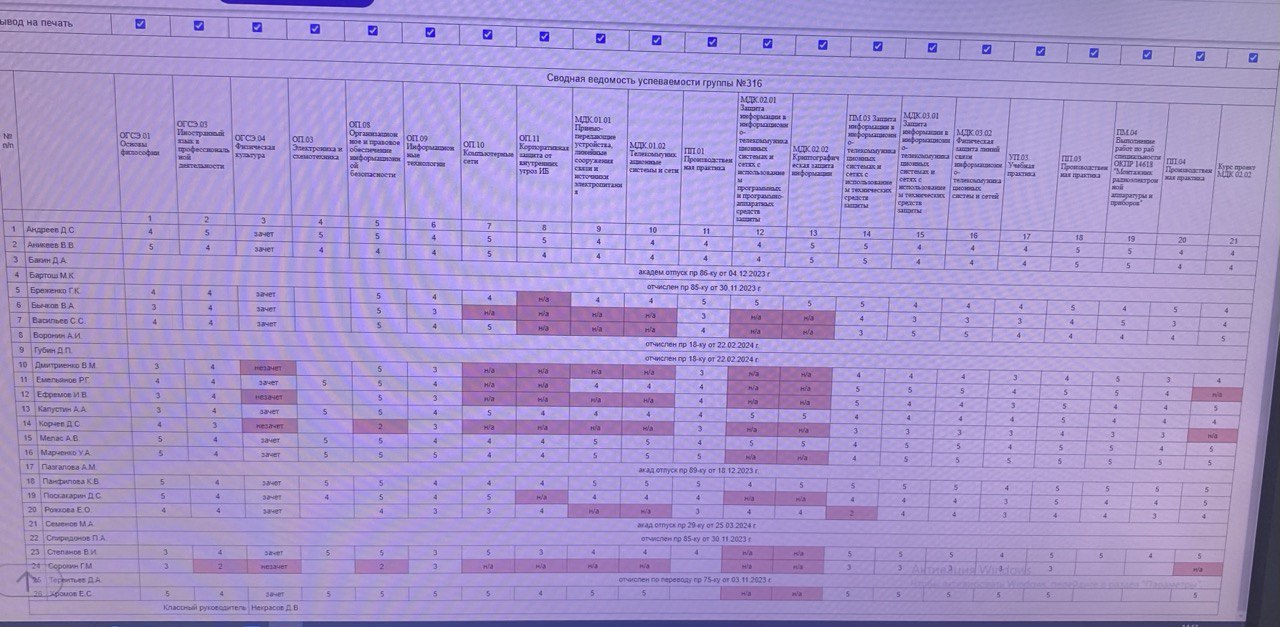 вывод на печать
Сводная ведомость успеваемости группы №316
№ п/п
ОГСЭ.01 Основы философии
ОГСЭ.03 Иностранный язык в профессиональной деятельности
ОГСЭ.04 Физическая культура
ОП.03 Электроника и схемотехника
ОП.08 Организационное и правовое обеспечение информационной безопасности
ОП.09 Информационные технологии
ОП.10 Компьютерные сети
ОП.11 Корпоративная защита от внутренних угроз ИБ
МДК.01.01 Приемо-передающие устройства, линейные сооружения связи и источники электропитания
МДК.01.02 Телекоммуникационные системы и сети
ПП.01 Производственная практика
МДК.02.01 Защита информации в информационно-телекоммуникационных системах и сетях с использованием программных и программно-аппаратных средств защиты
МДК.02.02 Криптографическая защита информации
ПМ.03 Защита информации в информационно-телекоммуникационных системах и сетях с использованием технических средств защиты
МДК.03.01 Защита информации в информационно-телекоммуникационных системах и сетях с использованием технических средств защиты
МДК.03.02 Физическая защита линий связи информационно-телекоммуникационных систем и сетей
УП.03 Учебная практика
ПП.03 Производственная практика
ПМ.04 Выполнение работ по раб специальности ОКПР 14618 "Монтажник радиоэлектронной аппаратуры и приборов"
ПП.04 Производственная практика
Курс проект МДК 02.02
1 2 3 4 5 6 7 8 9 10 11 12 13 14 15 16 17 18 19 20 21
1 Андреев Д.С. 4 5 зачет 5 5 4 5 5 4 4 4 4 5 5 4 4 4 5 5 4 4
2 Аникеев В.В. 5 4 зачет 4 4 4 5 4 4 4 4 4 5 5 4 4 4 5 5 4 4
3 Бакин Д.А. академ отпуск пр 86-ку от 04.12.2023 г.
4 Бартош М.К. отчислен пр 85-ку от 30.11.2023 г
5 Бреженко Г.К. 4 4 зачет 5 4 4 н/а 4 4 5 5 5 5 4 4 4 5 4 5 4
6 Бычков В.А. 3 4 зачет 5 3 н/а н/а н/а н/а 3 н/а н/а 4 3 3 3 4 5 3 4
7 Васильев С.С. 4 4 зачет 5 4 5 н/а н/а н/а 4 н/а н/а 3 5 5 4 4 4 4 5
8 Воронин А.И. отчислен пр 18-ку от 22.02.2024 г.
9 Губин Д.П. отчислен пр 18-ку от 22.02.2024 г.
10 Дмитриенко В.М. 3 4 незачет 5 3 н/а н/а н/а н/а 3 н/а н/а 4 4 4 3 4 5 3 4
11 Емельянов Р.Г. 4 4 зачет 5 5 4 н/а н/а 4 4 4 н/а н/а 5 5 5 4 5 5 4 н/а
12 Ефремов И.В. 3 4 незачет 5 3 н/а н/а н/а н/а 4 н/а н/а 5 4 4 3 5 4 4 5
13 Капустин А.А. 3 4 зачет 5 5 4 5 4 4 4 4 5 5 4 4 4 3 4 4 4 4
14 Корчев Д.С. 4 3 незачет 2 3 н/а н/а н/а н/а 3 н/а н/а 3 3 3 3 4 3 3 н/а
15 Мелас А.В. 5 4 зачет 5 5 4 4 4 5 5 4 5 5 4 5 5 4 5 5 5 5
16 Марченко У.А. 5 4 зачет 5 5 5 5 4 5 5 5 н/а н/а 4 5 5 5 5 5 5 5
17 Пазгалова А.М. акад отпуск пр 89-ку от 18.12.2023 г.
18 Панфилова К.В. 5 4 зачет 5 5 4 4 4 5 5 5 4 5 5 5 5 4 5 5 5 5
19 Поскакарин Д.С. 5 4 зачет 4 5 4 5 н/а 4 4 4 н/а н/а 4 4 4 3 5 4 4 5
20 Рожкова Е.О. 4 4 зачет 4 3 3 4 н/а н/а 3 4 4 2 4 4 3 4 4 3 4
21 Семенов М.А. акад отпуск пр 29-ку от 25.03.2024 г.
22 Спиридонов П.А. отчислен пр 85-ку от 30.11.2023 г
23 Степанов В.И. 3 4 зачет 5 5 3 5 3 4 4 4 н/а н/а 5 5 5 4 5 5 4 5
24 Сорокин Г.М. 3 2 незачет 2 3 н/а н/а н/а н/а н/а н/а 3 3 3 3 3 н/а
25 Терентьев Д.А. отчислен по переводу пр 75-ку от 03.11.2023 г.
26 Хромов Е.С. 5 4 зачет 5 5 5 5 4 5 5 н/а н/а 5 5 5 5 5 5
Классный руководитель Некрасов Д.В.
Активация Windows